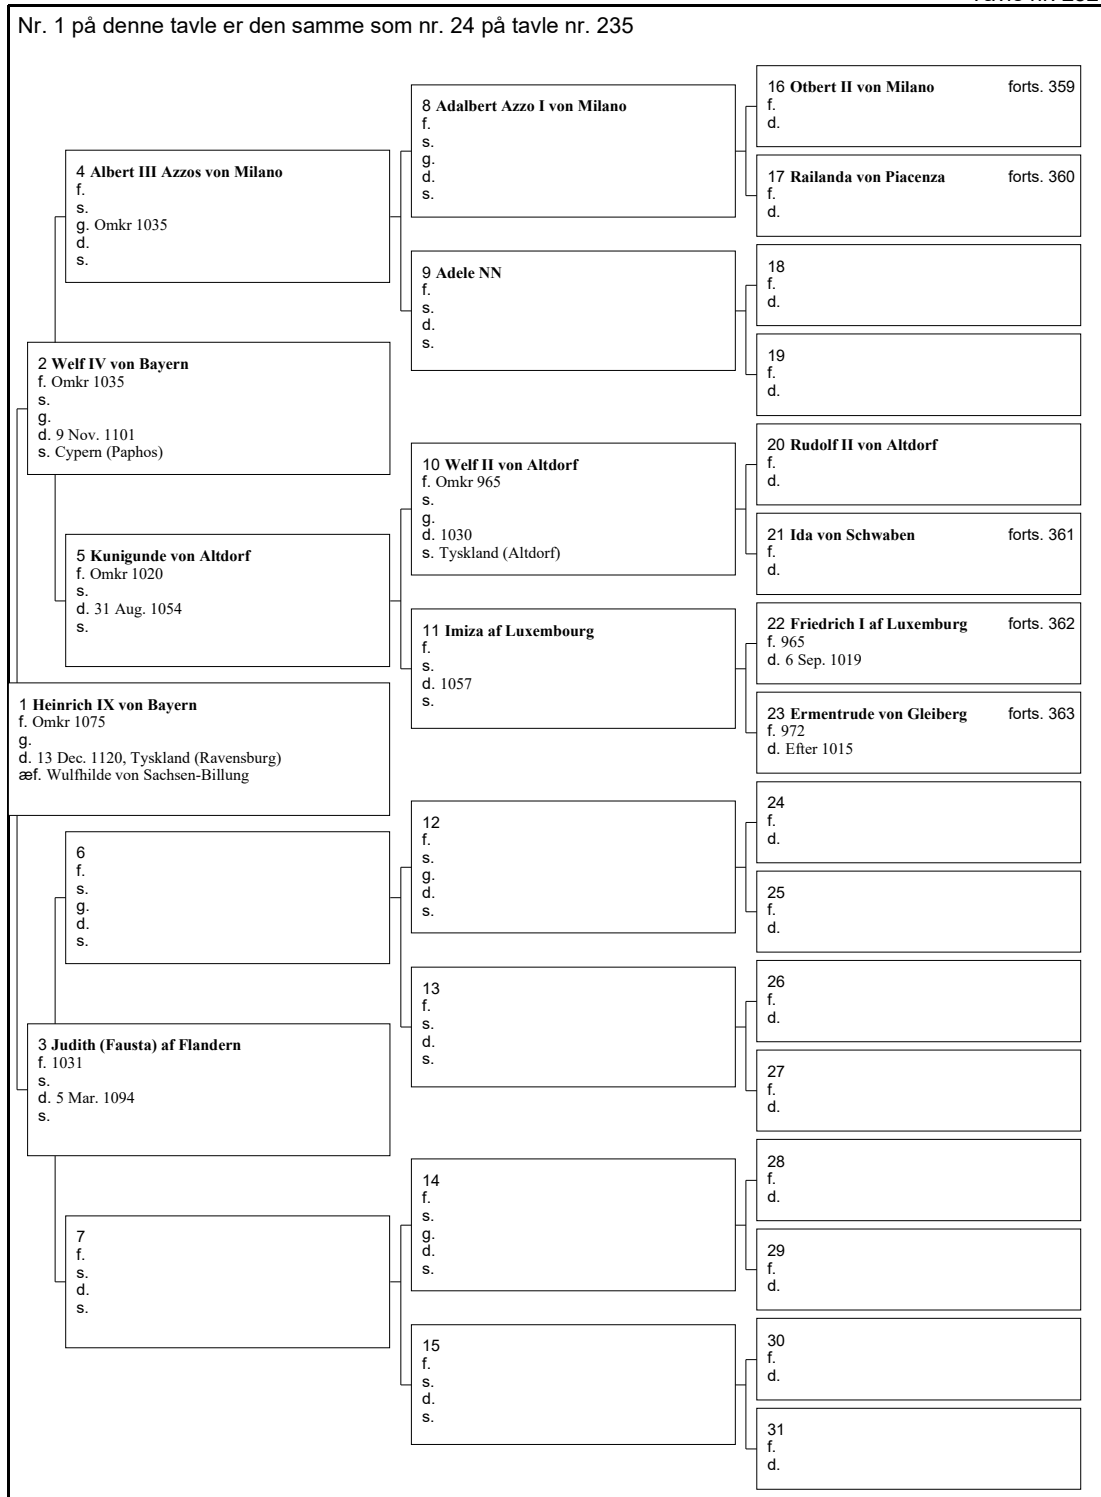 Nr. 1 på denne tavle er den samme som nr. 24 på tavle nr. 235
16 Otbert II von Milano forts. 359
f.
d.
8 Adalbert Azzo I von Milano
f.
s.
g.
d.
s.
4 Albert III Azzos von Milano
f.
s.
g. Omkr 1035
d.
s.
17 Railanda von Piacenza forts. 360
f.
d.
18
f.
d.
9 Adele NN
f.
s.
d.
s.
19
f.
d.
2 Welf IV von Bayern
f. Omkr 1035
s.
g.
d. 9 Nov. 1101
s. Cypern (Paphos)
20 Rudolf II von Altdorf
f.
d.
10 Welf II von Altdorf
f. Omkr 965
s.
g.
d. 1030
s. Tyskland (Altdorf)
21 Ida von Schwaben forts. 361
f.
d.
5 Kunigunde von Altdorf
f. Omkr 1020
s.
d. 31 Aug. 1054
s.
22 Friedrich I af Luxemburg forts. 362
f. 965
d. 6 Sep. 1019
11 Imiza af Luxembourg
f.
s.
d. 1057
s.
23 Ermentrude von Gleiberg forts. 363
f. 972
d. Efter 1015
1 Heinrich IX von Bayern
f. Omkr 1075
g.
d. 13 Dec. 1120, Tyskland (Ravensburg)
æf. Wulfhilde von Sachsen-Billung
24
f.
d.
12
f.
s.
g.
d.
s.
6
f.
s.
g.
d.
s.
25
f.
d.
26
f.
d.
13
f.
s.
d.
s.
27
f.
d.
3 Judith (Fausta) af Flandern
f. 1031
s.
d. 5 Mar. 1094
s.
28
f.
d.
14
f.
s.
g.
d.
s.
7
f.
s.
d.
s.
29
f.
d.
30
f.
d.
15
f.
s.
d.
s.
31
f.
d.